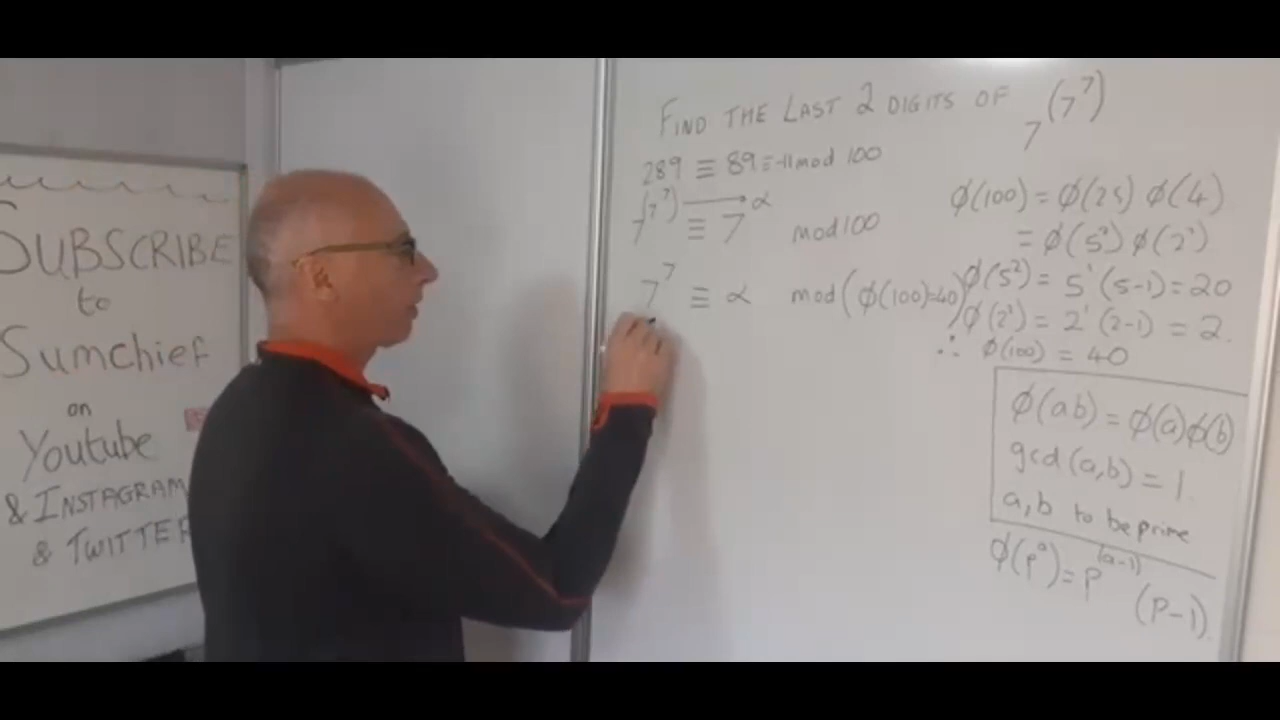 SUBSCRIBE
to
Sumchief
on
Youtube
& INSTAGRAM
& TWITTER
FIND THE LAST 2 DIGITS OF 7^(7^7)
289 ≡ 89 ≡ -11 mod 100
7^(7^7) ≡ 7^α mod 100
7^7 ≡ α mod (φ(100)=40)
φ(100) = φ(25) φ(4)
= φ(5²) φ(2²)
φ(5²) = 5¹(5-1) = 20
φ(2²) = 2¹(2-1) = 2.
∴ φ(100) = 40
φ(ab) = φ(a)φ(b)
gcd(a,b) = 1.
a,b to be prime
φ(p^a) = p^(a-1) (p-1).